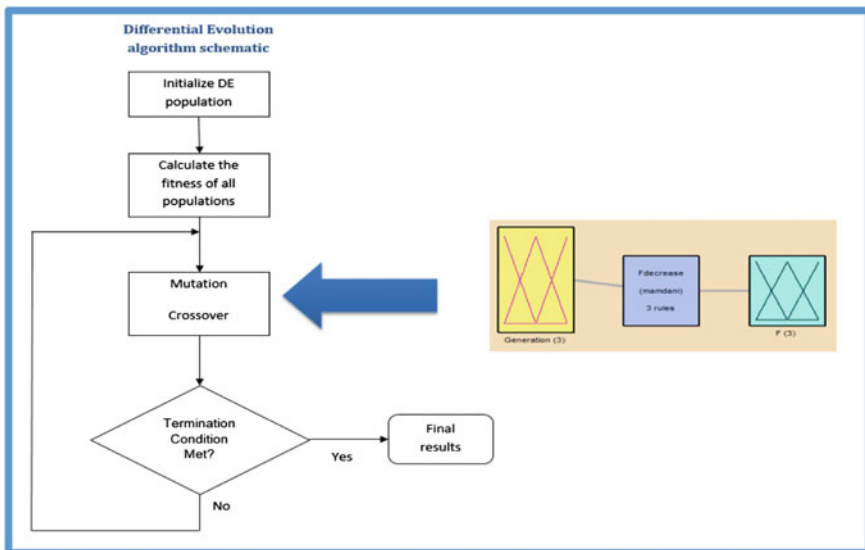 Differential Evolution
algorithm schematic
Initialize DE
population
Calculate the
fitness of all
populations
Mutation
Crossover
Termination
Condition
Met?
Yes
Final
results
No
Generation (3)
Fdecrease
(mamdani)
3 rules
F (3)